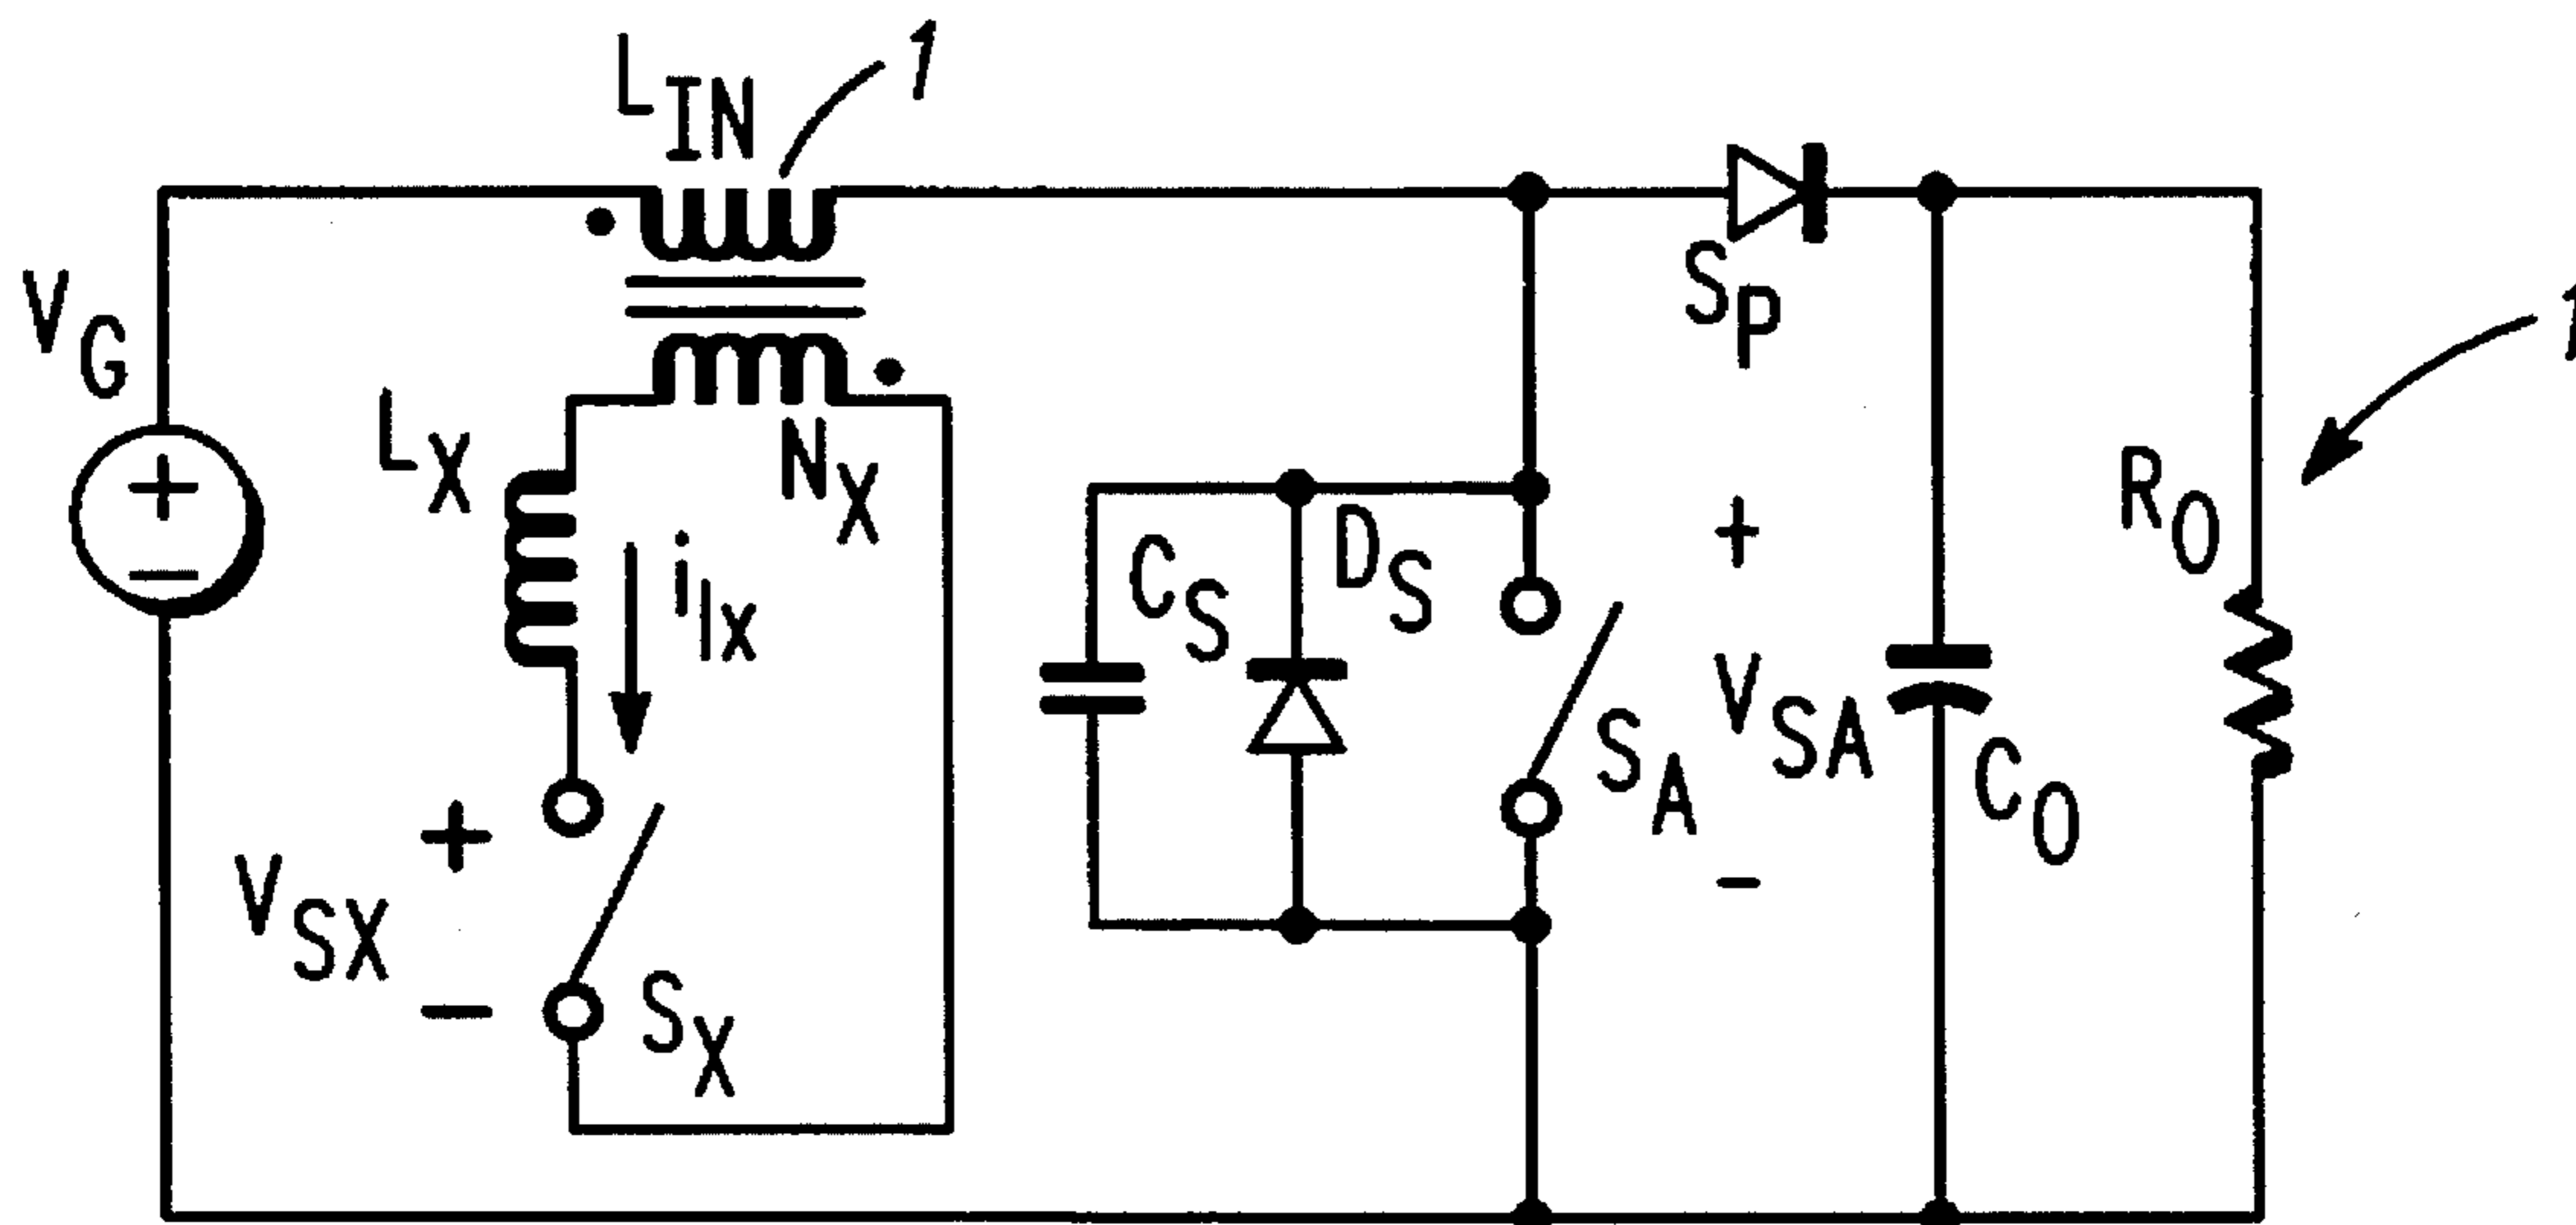 L_IN
1
V_G
+
−
L_X
N_X
i_lx
V_SX
+
−
S_X
C_S
D_S
S_A
+
V_SA
-
S_P
C_O
R_O